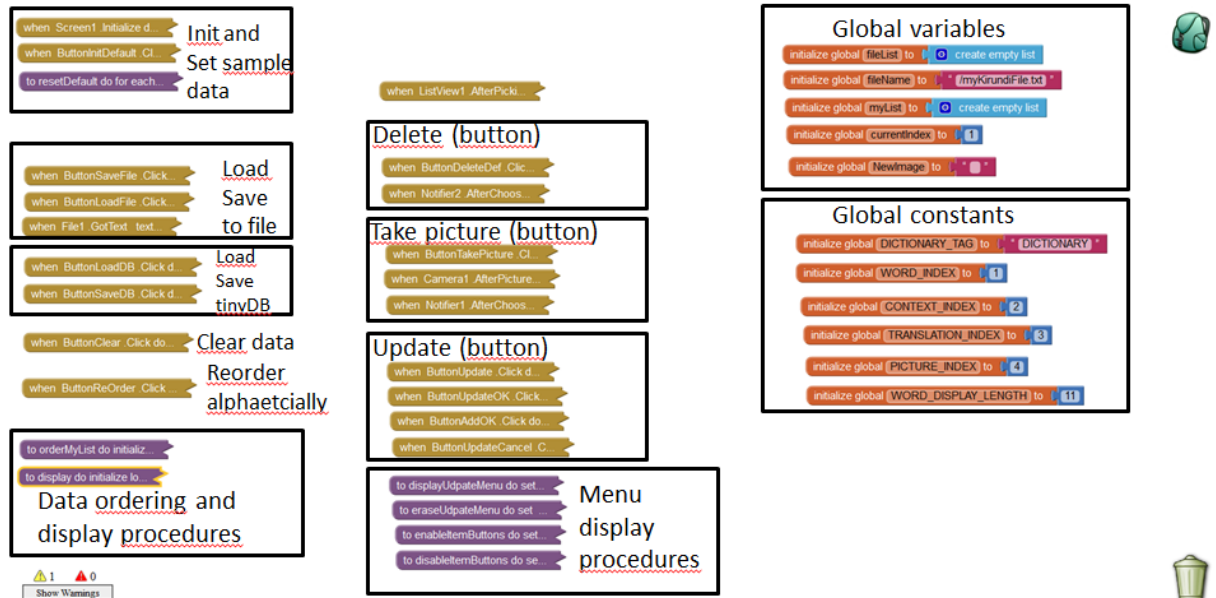 when Screen1 .Initialize d...
when ButtonInitDefault .Cl...
to resetDefault do for each...
Init and
Set sample
data
when ButtonSaveFile .Click...
when ButtonLoadFile .Click...
when File1 .GotText text...
Load
Save
to file
when ButtonLoadDB .Click d...
when ButtonSaveDB .Click d...
Load
Save
tinyDB
when ButtonClear .Click do...
Clear data
when ButtonReOrder .Click ...
Reorder
alphaetcially
to orderMyList do initializ...
to display do initialize lo...
Data ordering and
display procedures
1 0
Show Warnings
when ListView1 .AfterPicki...
Delete (button)
when ButtonDeleteDef .Clic...
when Notifier2 .AfterChoos...
Take picture (button)
when ButtonTakePicture .Cl...
when Camera1 .AfterPicture...
when Notifier1 .AfterChoos...
Update (button)
when ButtonUpdate .Click d...
when ButtonUpdateOK .Click...
when ButtonAddOK .Click do...
when ButtonUpdateCancel .C...
to displayUdpateMenu do set...
to eraseUdpateMenu do set ...
to enableItemButtons do set...
to disableItemButtons do se...
Menu
display
procedures
Global variables
initialize global fileList to create empty list
initialize global fileName to " /myKirundiFile.txt "
initialize global myList to create empty list
initialize global currentIndex to 1
initialize global NewImage to " "
Global constants
initialize global DICTIONARY_TAG to " DICTIONARY "
initialize global WORD_INDEX to 1
initialize global CONTEXT_INDEX to 2
initialize global TRANSLATION_INDEX to 3
initialize global PICTURE_INDEX to 4
initialize global WORD_DISPLAY_LENGTH to 11